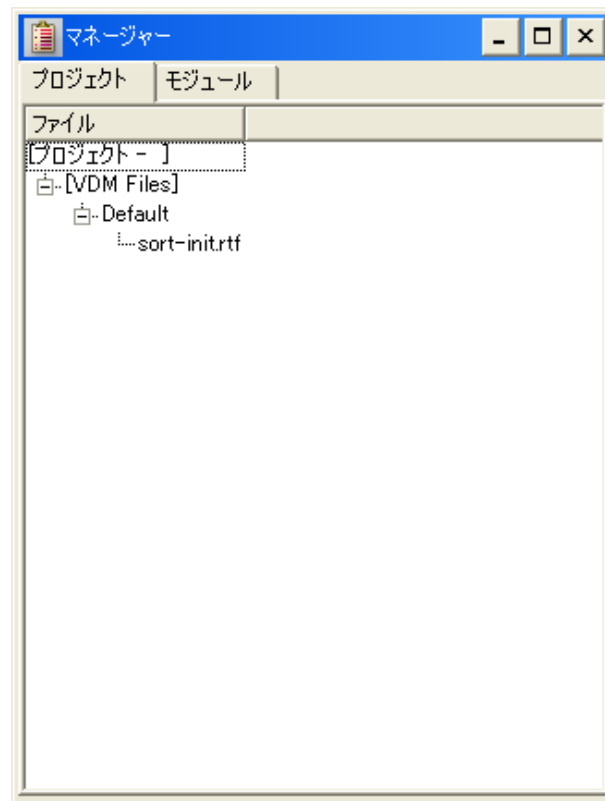 マネージャー
プロジェクト モジュール
ファイル
[プロジェクト - ]
[VDM Files]
Default
sort-init.rtf